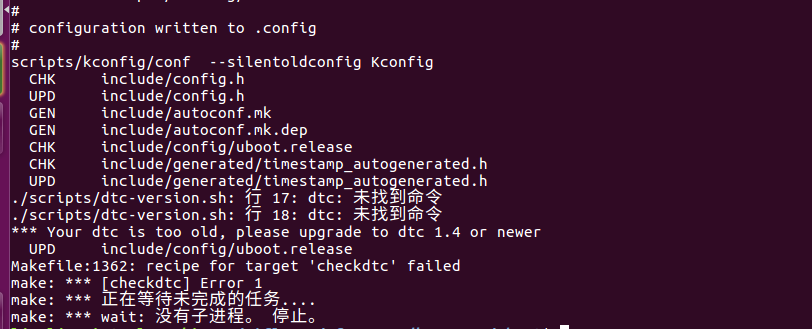 #
# configuration written to .config
#
scripts/kconfig/conf  --silentoldconfig Kconfig
  CHK     include/config.h
  UPD     include/config.h
  GEN     include/autoconf.mk
  GEN     include/autoconf.mk.dep
  CHK     include/config/uboot.release
  CHK     include/generated/timestamp_autogenerated.h
  UPD     include/generated/timestamp_autogenerated.h
./scripts/dtc-version.sh: 行 17: dtc: 未找到命令
./scripts/dtc-version.sh: 行 18: dtc: 未找到命令
*** Your dtc is too old, please upgrade to dtc 1.4 or newer
  UPD     include/config/uboot.release
Makefile:1362: recipe for target 'checkdtc' failed
make: *** [checkdtc] Error 1
make: *** 正在等待未完成的任务....
make: *** wait: 没有子进程。 停止。